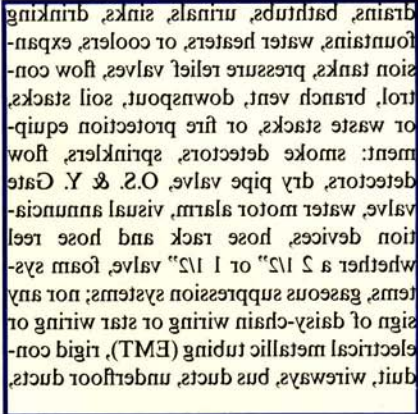 drains, bathtubs, urinals, sinks, drinking
fountains, water heaters, or coolers, expan-
sion tanks, pressure relief valves, flow con-
trol, branch vent, downspout, soil stacks,
or waste stacks, or fire protection equip-
ment: smoke detectors, sprinklers, flow
detectors, dry pipe valve, O.S. & Y. Gate
valve, water motor alarm, visual annuncia-
tion devices, hose rack and hose reel
whether a 2 1/2" or 1 1/2" valve, foam sys-
tems, gaseous suppression systems; nor any
sign of daisy-chain wiring or star wiring or
electrical metallic tubing (EMT), rigid con-
duit, wireways, bus ducts, underfloor ducts,